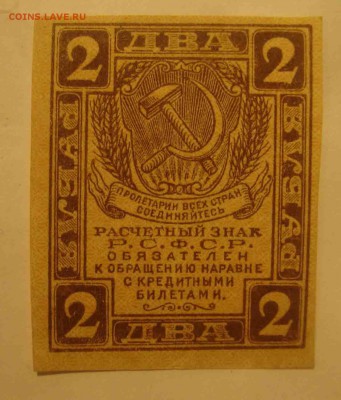 COINS.LAVE.RU
2 ДВА 2
РУБЛЯ
РУБЛЯ
ПРОЛЕТАРИИ ВСЕХ СТРАН
СОЕДИНЯЙТЕСЬ
РАСЧЕТНЫЙ ЗНАК
Р.С.Ф.С.Р.
ОБЯЗАТЕЛЕН
К ОБРАЩЕНИЮ НАРАВНЕ
С КРЕДИТНЫМИ
БИЛЕТАМИ.
2 ДВА 2